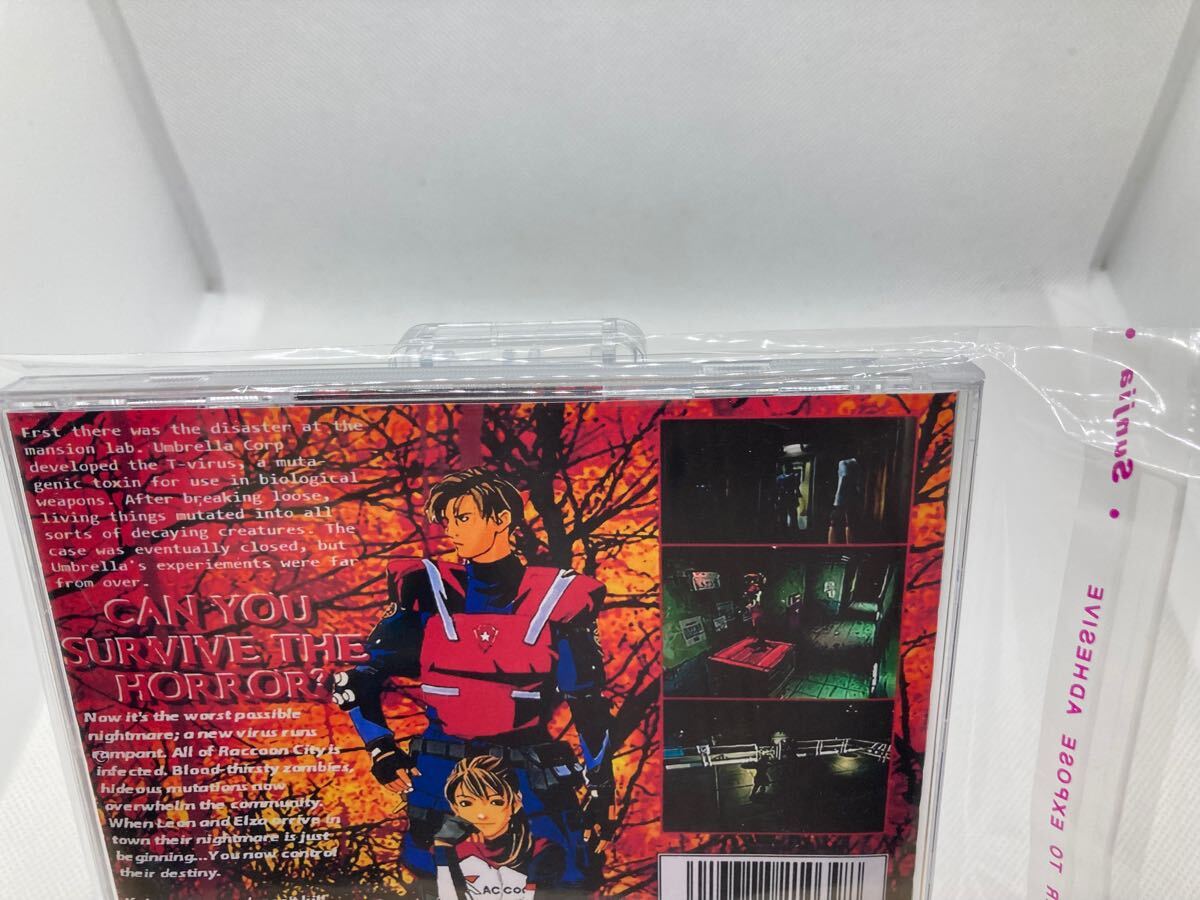 Frst there was the disaster at the
mansion lab. Umbrella Corp
developed the T-virus, a muta-
genic toxin for use in biological
weapons. After breaking loose,
living things mutated into all
sorts of decaying creatures. The
case was eventually closed, but
Umbrella's experiements were far
from over.
CAN YOU
SURVIVE THE
HORROR?
Now it's the worst possible
nightmare; a new virus runs
rampant. All of Raccoon City is
infected. Blood-thirsty zombies,
hideous mutations now
overwhelm the community.
When Leon and Elza arrive in
town their nightmare is just
beginning...You now control
their destiny.
ACCOO
• Sunfie •
TO EXPOSE ADHESIVE